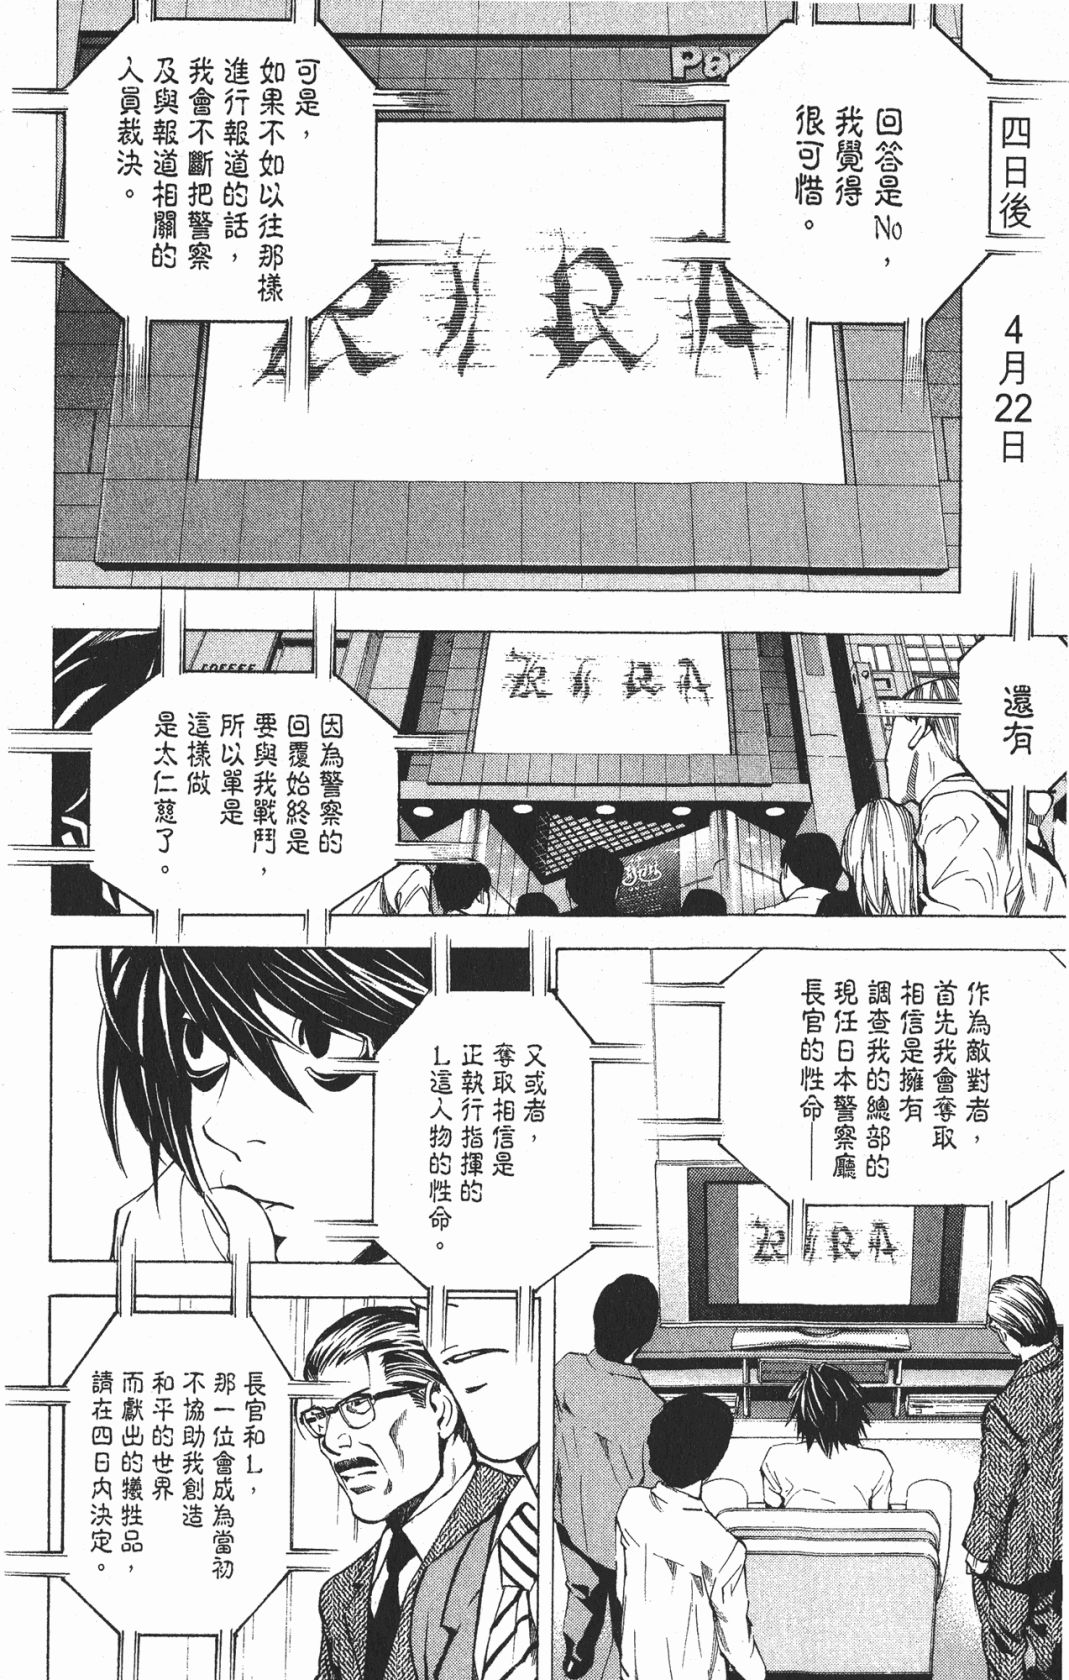 四日後
4月22日
回答是No，
我覺得
很可惜。
可是，
如果不如以往那樣
進行報道的話，
我會不斷把警察
及與報道相關的
人員裁決。
Pa
KIRA
還有
KIRA
COFFEE
因為警察的
回覆始終是
要與我戰鬥，
所以單是
這樣做
是太仁慈了。
作為敵對者，
首先我會奪取
相信是擁有
調查我的總部的
現任日本警察廳
長官的性命——
KIRA
又或者，
奪取相信是
正執行指揮的
L這人物的性命。
長官和L，
那一位會成為當初
不協助我創造
和平的世界
而獻出的犧牲品，
請在四日內決定。